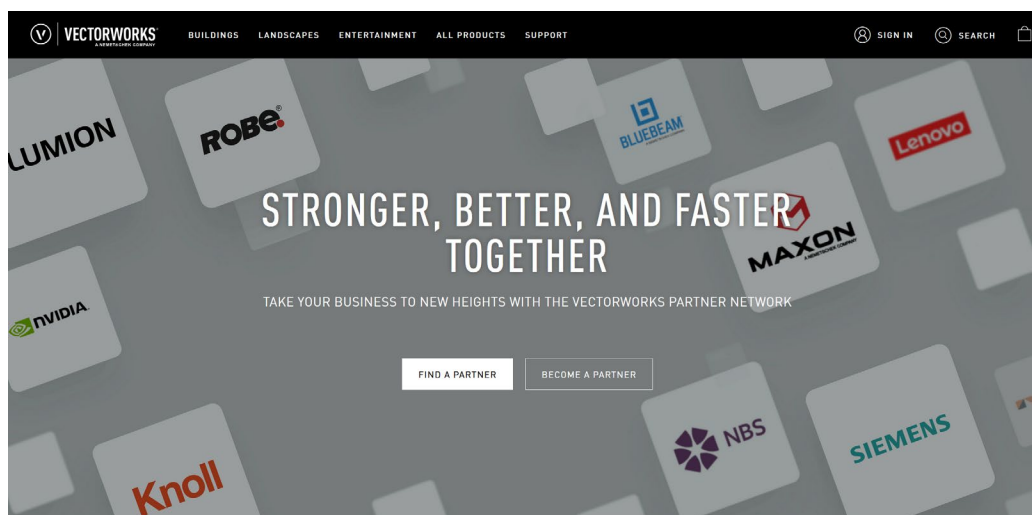 V VECTORWORKS
A NEMETSCHEK COMPANY
BUILDINGS LANDSCAPES ENTERTAINMENT ALL PRODUCTS SUPPORT
SIGN IN SEARCH
LUMION
ROBE®
BLUEBEAM
Lenovo
STRONGER, BETTER, AND FASTER
TOGETHER
MAXON
A NEMETSCHEK COMPANY
TAKE YOUR BUSINESS TO NEW HEIGHTS WITH THE VECTORWORKS PARTNER NETWORK
NVIDIA.
FIND A PARTNER BECOME A PARTNER
NBS
SIEMENS
Knoll